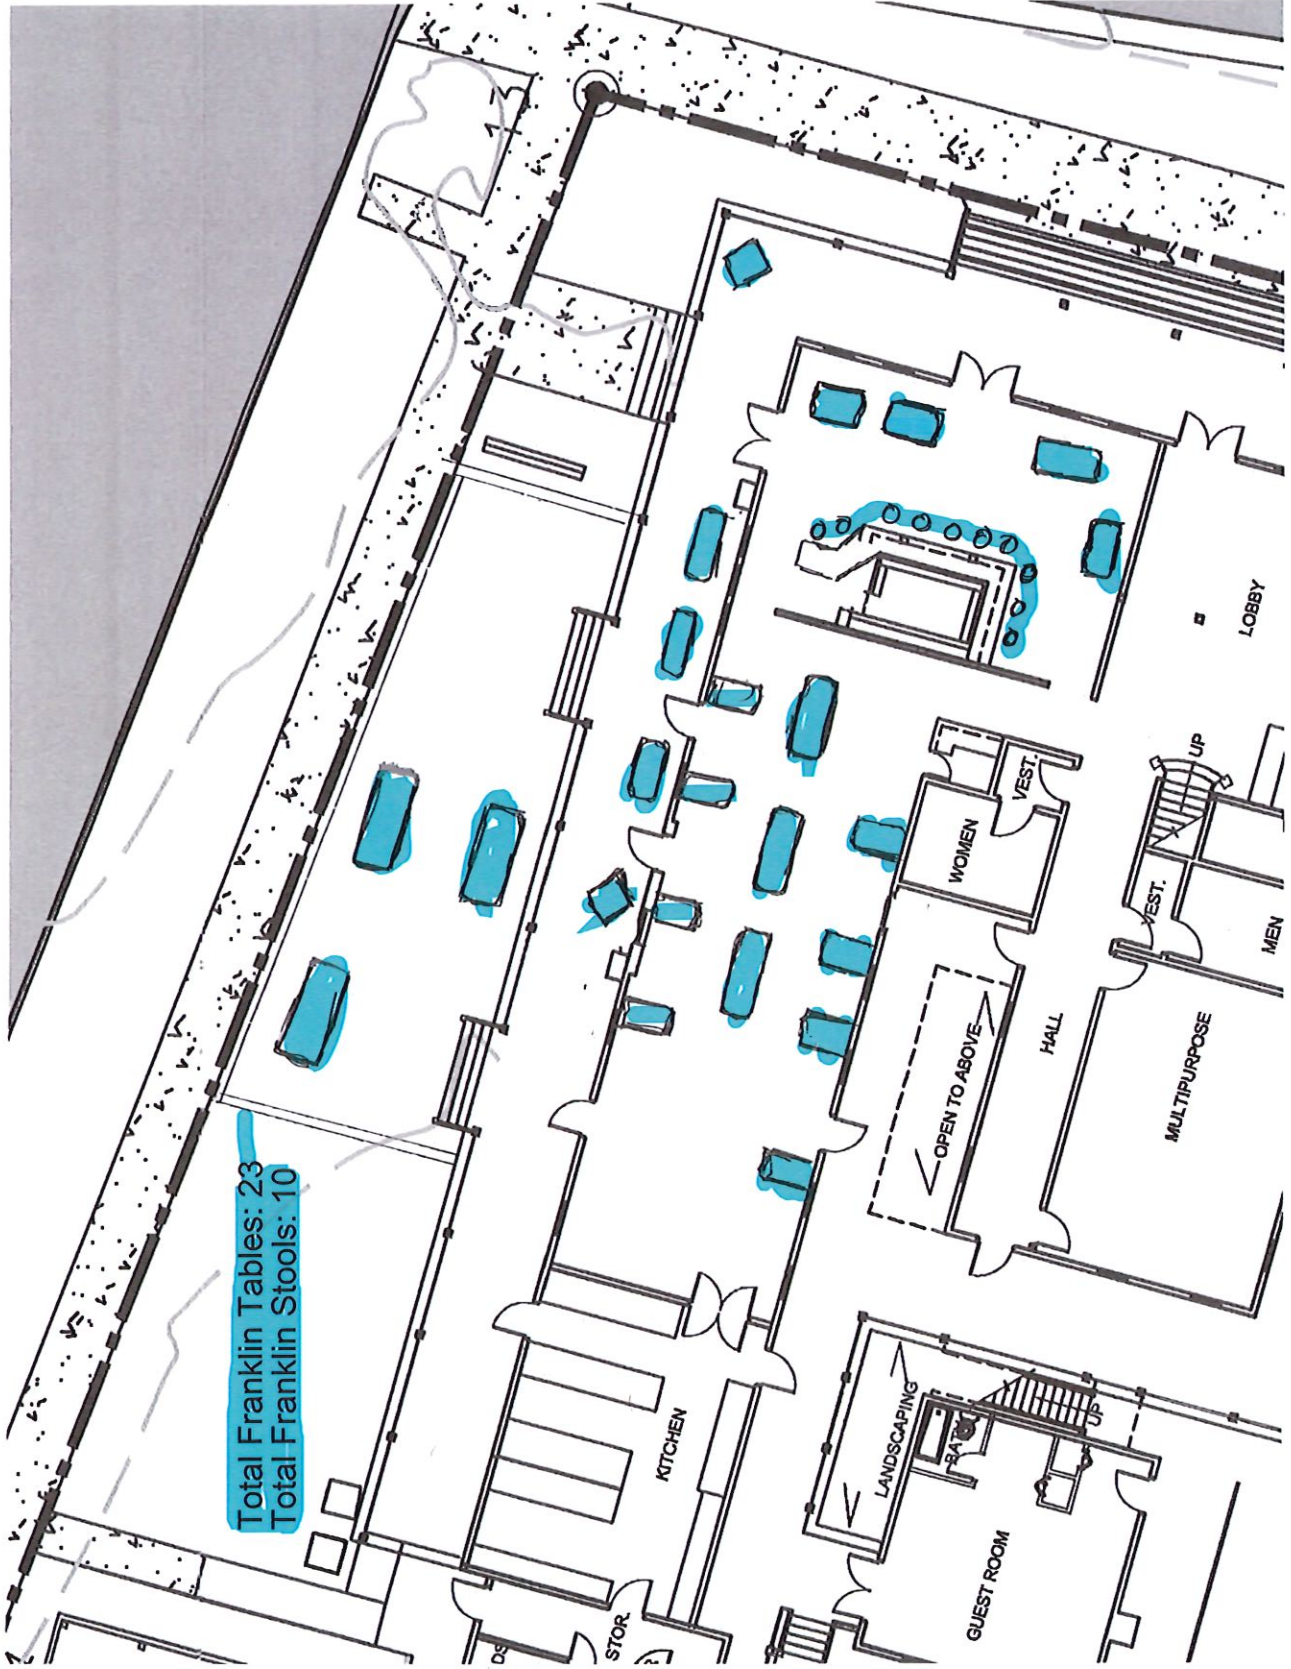 Total Franklin Tables: 23
Total Franklin Stools: 10
LOBBY
UP
VEST.
WOMEN
VEST.
MEN
OPEN TO ABOVE
HALL
MULTIPURPOSE
KITCHEN
LANDSCAPING
UP
GUEST ROOM
STOR.